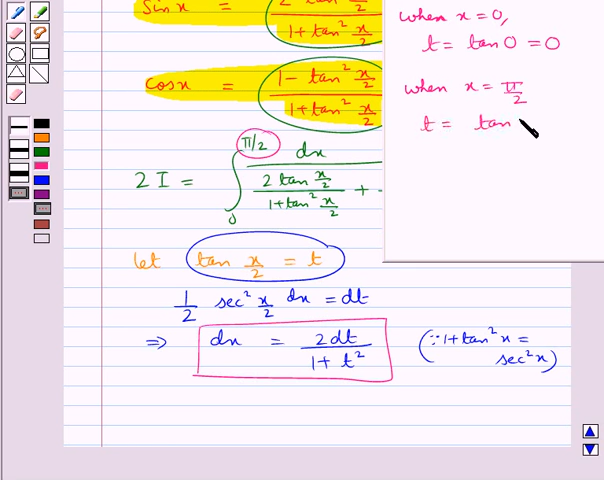 sin x = 2 tan x/2 / 1 + tan² x/2
cos x = 1 - tan² x/2 / 1 + tan² x/2
2 I = ∫₀^π/2 dx / 2 tan x/2 / 1 + tan² x/2 +
let tan x/2 = t
1/2 sec² x/2 dx = dt
⇒ dx = 2dt / 1 + t² (∵ 1 + tan² x = sec² x)
when x = 0,
t = tan 0 = 0
when x = π/2
t = tan